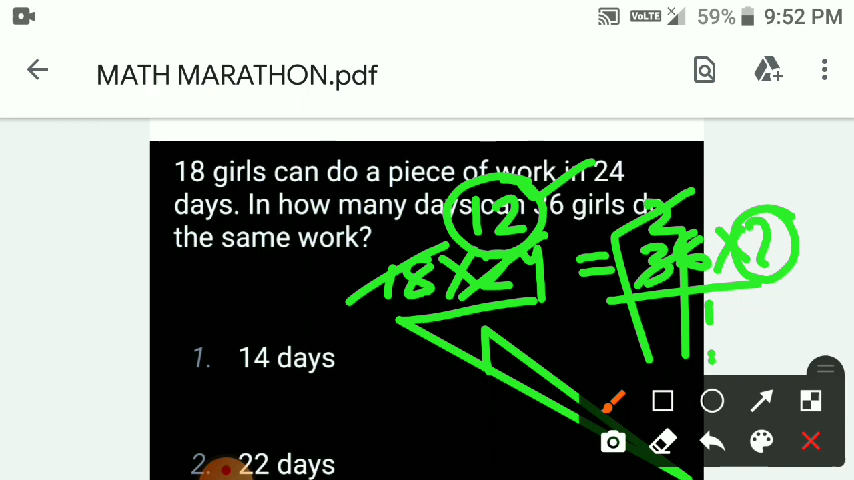 VoLTE 59% 9:52 PM
MATH MARATHON.pdf
18 girls can do a piece of work in 24
days. In how many days can 36 girls do
the same work?
12
2
18 X 24 = 36 X ?
1. 14 days
2. 22 days